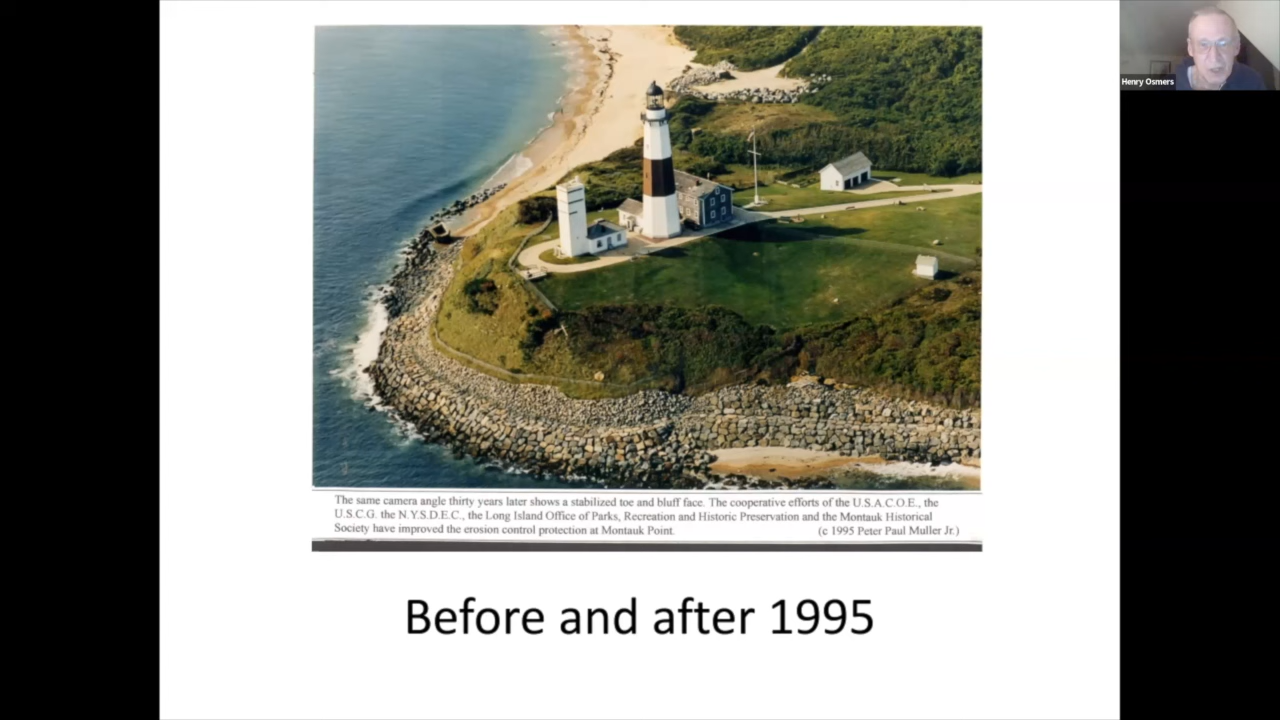 Henry Osmers
The same camera angle thirty years later shows a stabilized toe and bluff face. The cooperative efforts of the U.S.A.C.O.E., the
U.S.C.G. the N.Y.S.D.E.C., the Long Island Office of Parks, Recreation and Historic Preservation and the Montauk Historical
Society have improved the erosion control protection at Montauk Point. (c 1995 Peter Paul Muller Jr.)
Before and after 1995